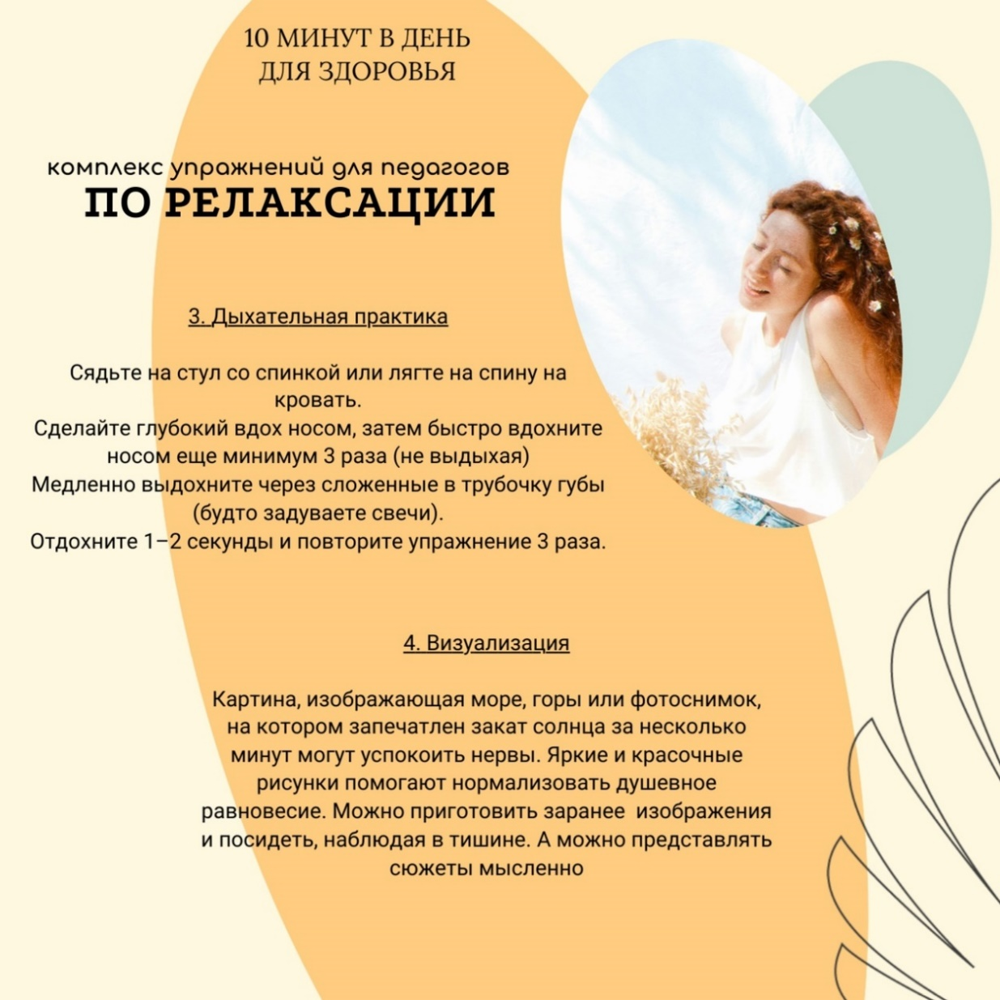 10 МИНУТ В ДЕНЬ
ДЛЯ ЗДОРОВЬЯ
комплекс упражнений для педагогов
ПО РЕЛАКСАЦИИ
3. Дыхательная практика
Сядьте на стул со спинкой или лягте на спину на
кровать.
Сделайте глубокий вдох носом, затем быстро вдохните
носом еще минимум 3 раза (не выдыхая)
Медленно выдохните через сложенные в трубочку губы
(будто задуваете свечи).
Отдохните 1–2 секунды и повторите упражнение 3 раза.
4. Визуализация
Картина, изображающая море, горы или фотоснимок,
на котором запечатлен закат солнца за несколько
минут могут успокоить нервы. Яркие и красочные
рисунки помогают нормализовать душевное
равновесие. Можно приготовить заранее  изображения
и посидеть, наблюдая в тишине. А можно представлять
сюжеты мысленно